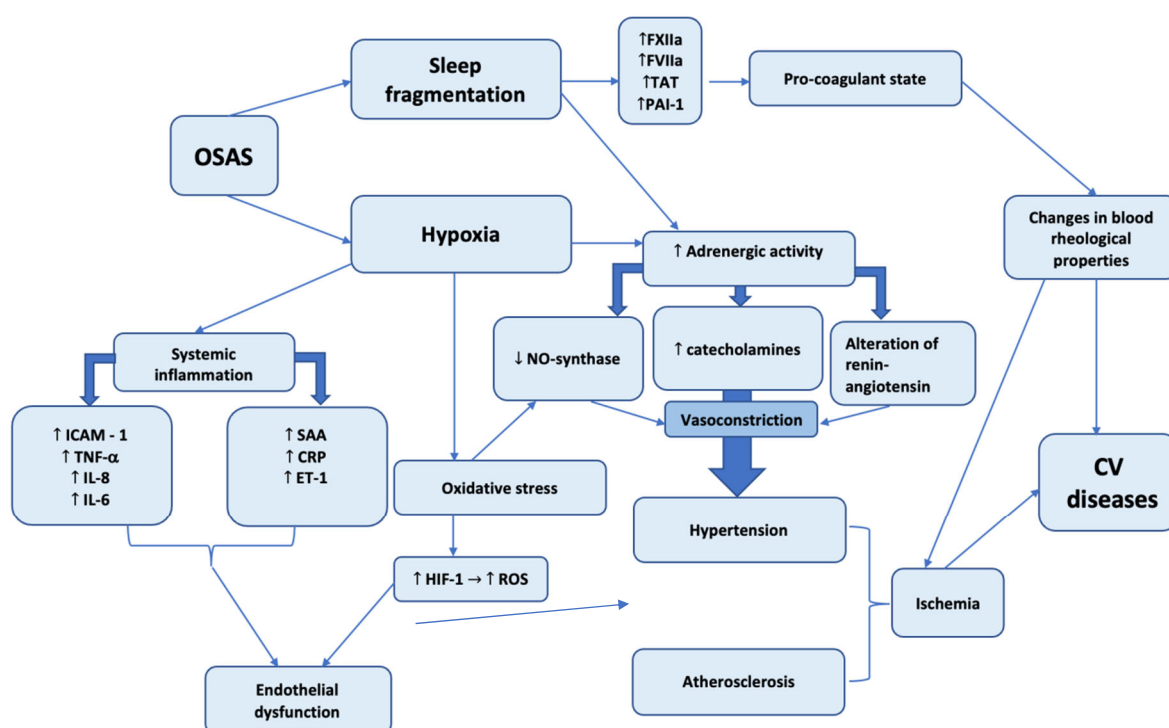 Sleep
fragmentation
↑FXIIa
↑FVIIa
↑TAT
↑PAI-1
Pro-coagulant state
OSAS
Hypoxia
↑ Adrenergic activity
Changes in blood
rheological
properties
Systemic
inflammation
↓ NO-synthase
↑ catecholamines
Alteration of
renin-
angiotensin
Vasoconstriction
↑ ICAM - 1
↑ TNF-α
↑ IL-8
↑ IL-6
↑ SAA
↑ CRP
↑ ET-1
Oxidative stress
CV
diseases
Hypertension
↑ HIF-1 → ↑ ROS
Ischemia
Endothelial
dysfunction
Atherosclerosis